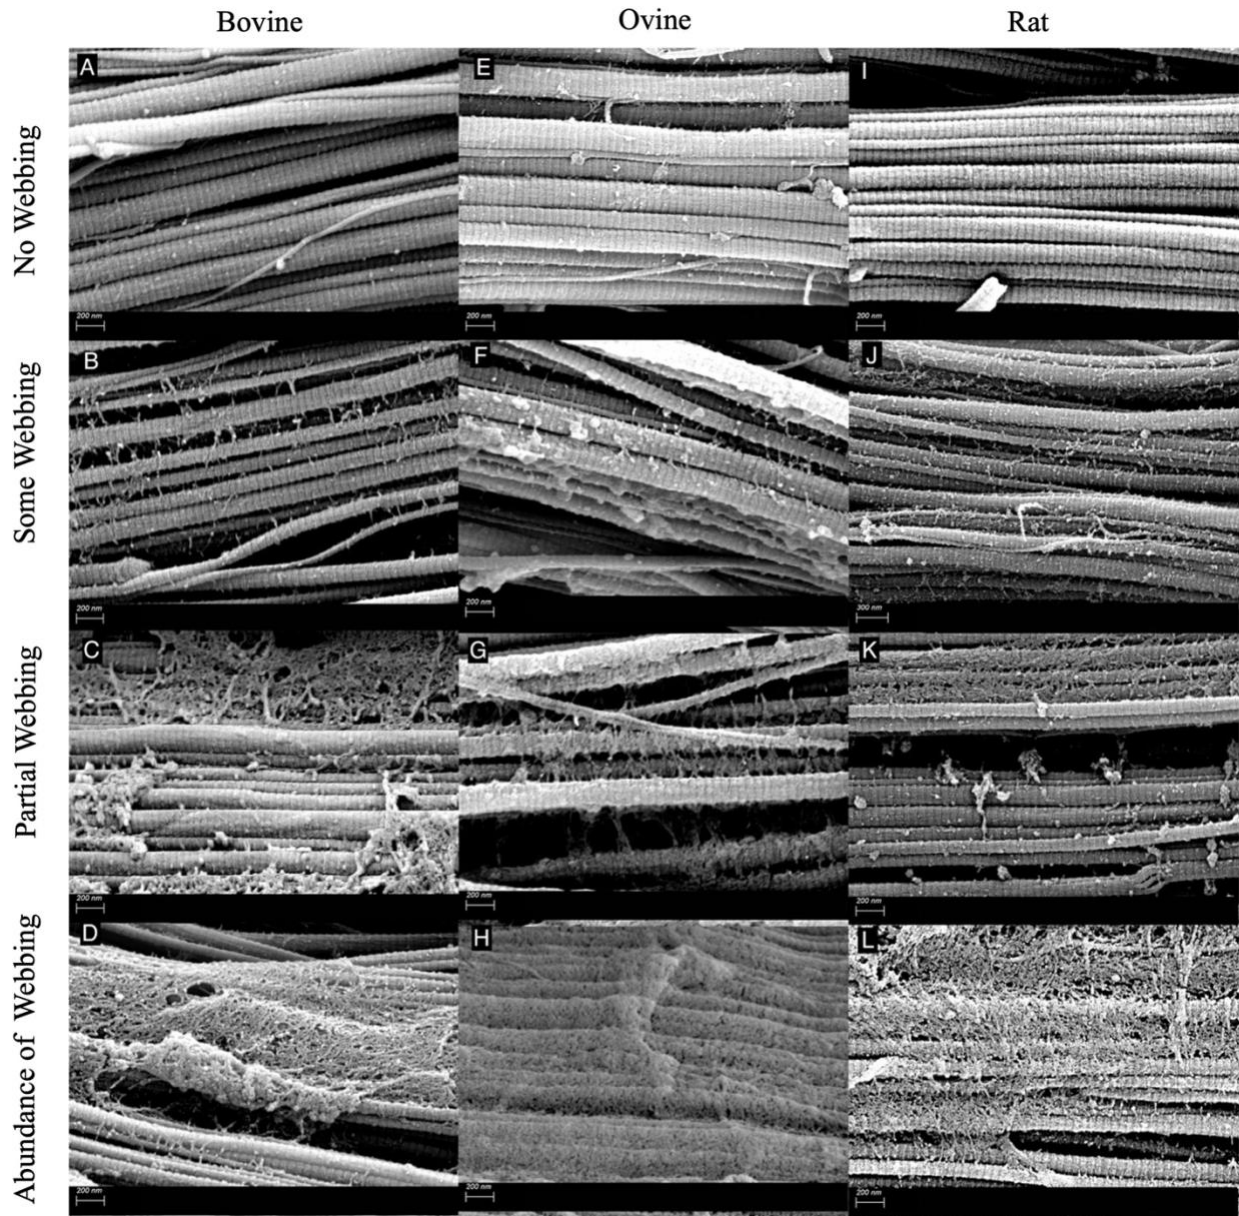 Bovine Ovine Rat
No Webbing
A E I
200 nm 200 nm 200 nm
Some Webbing
B F J
200 nm 200 nm 300 nm
Partial Webbing
C G K
200 nm 200 nm 200 nm
Abundance of Webbing
D H L
200 nm 200 nm 200 nm